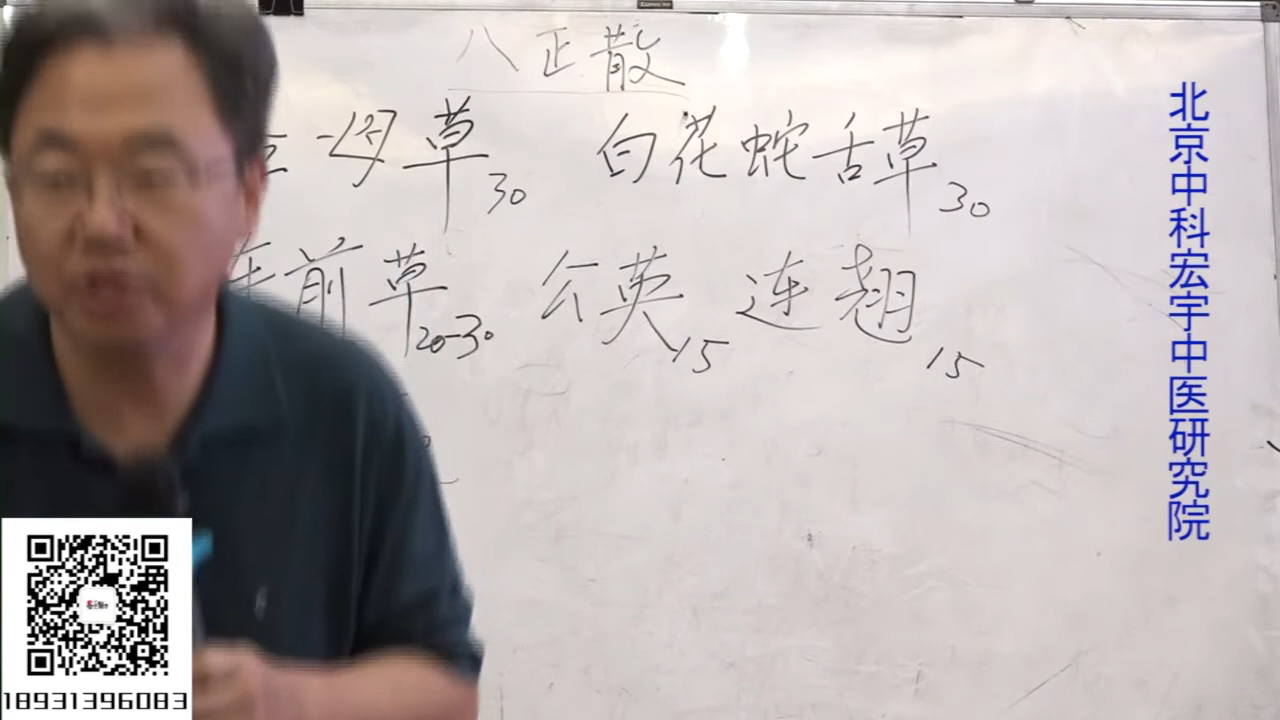 八正散
母草30 白花蛇舌草30
车前草20-30 公英15 连翘15
北京中科宏宇中医研究院
18931396083